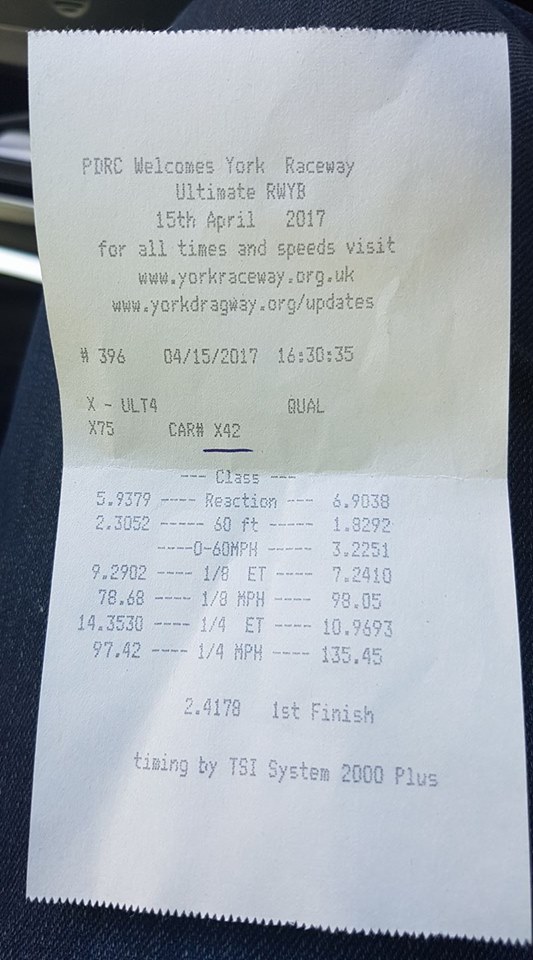 PDRC Welcomes York Raceway
Ultimate RWYB
15th April 2017
for all times and speeds visit
www.yorkraceway.org.uk
www.yorkdragway.org/updates
# 396 04/15/2017 16:30:35
X - ULT4 QUAL
X75 CAR# X42
--- Class ---
5.9379 ---- Reaction --- 6.9038
2.3052 ----- 60 ft ----- 1.8292
----0-60MPH ----- 3.2251
9.2902 ---- 1/8 ET ---- 7.2410
78.68 ---- 1/8 MPH ---- 98.05
14.3530 ---- 1/4 ET ---- 10.9693
97.42 ---- 1/4 MPH ---- 135.45
2.4178 1st Finish
timing by TSI System 2000 Plus